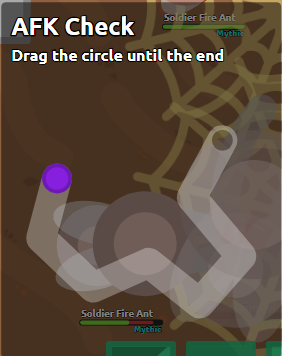 Soldier Fire Ant
AFK Check
Mythic
Drag the circle until the end
Soldier Fire Ant
Mythic